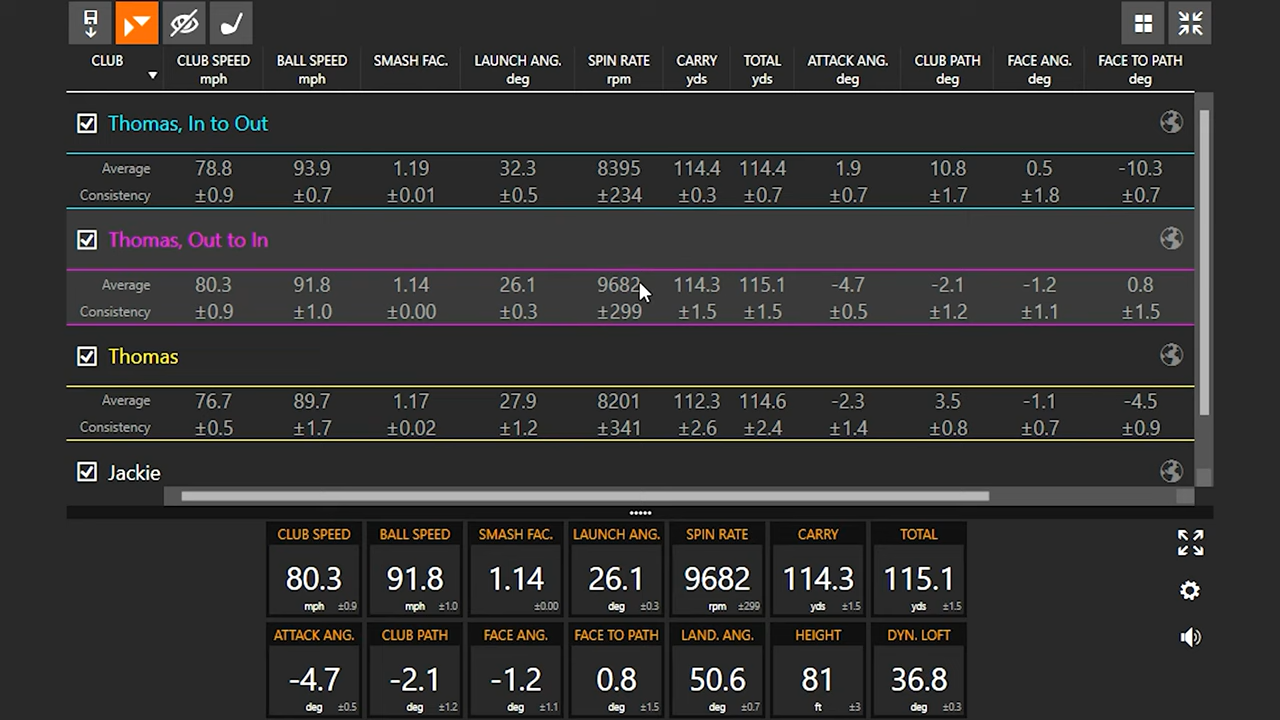 CLUB CLUB SPEED BALL SPEED SMASH FAC. LAUNCH ANG. SPIN RATE CARRY TOTAL ATTACK ANG. CLUB PATH FACE ANG. FACE TO PATH
mph mph deg rpm yds yds deg deg deg deg
Thomas, In to Out
Average 78.8 93.9 1.19 32.3 8395 114.4 114.4 1.9 10.8 0.5 -10.3
Consistency ±0.9 ±0.7 ±0.01 ±0.5 ±234 ±0.3 ±0.7 ±0.7 ±1.7 ±1.8 ±0.7
Thomas, Out to In
Average 80.3 91.8 1.14 26.1 9682 114.3 115.1 -4.7 -2.1 -1.2 0.8
Consistency ±0.9 ±1.0 ±0.00 ±0.3 ±299 ±1.5 ±1.5 ±0.5 ±1.2 ±1.1 ±1.5
Thomas
Average 76.7 89.7 1.17 27.9 8201 112.3 114.6 -2.3 3.5 -1.1 -4.5
Consistency ±0.5 ±1.7 ±0.02 ±1.2 ±341 ±2.6 ±2.4 ±1.4 ±0.8 ±0.7 ±0.9
Jackie
CLUB SPEED BALL SPEED SMASH FAC. LAUNCH ANG. SPIN RATE CARRY TOTAL
80.3 91.8 1.14 26.1 9682 114.3 115.1
mph ±0.9 mph ±1.0 ±0.00 deg ±0.3 rpm ±299 yds ±1.5 yds ±1.5
ATTACK ANG. CLUB PATH FACE ANG. FACE TO PATH LAND. ANG. HEIGHT DYN. LOFT
-4.7 -2.1 -1.2 0.8 50.6 81 36.8
deg ±0.5 deg ±1.2 deg ±1.1 deg ±1.5 deg ±0.7 ft ±3 deg ±0.3